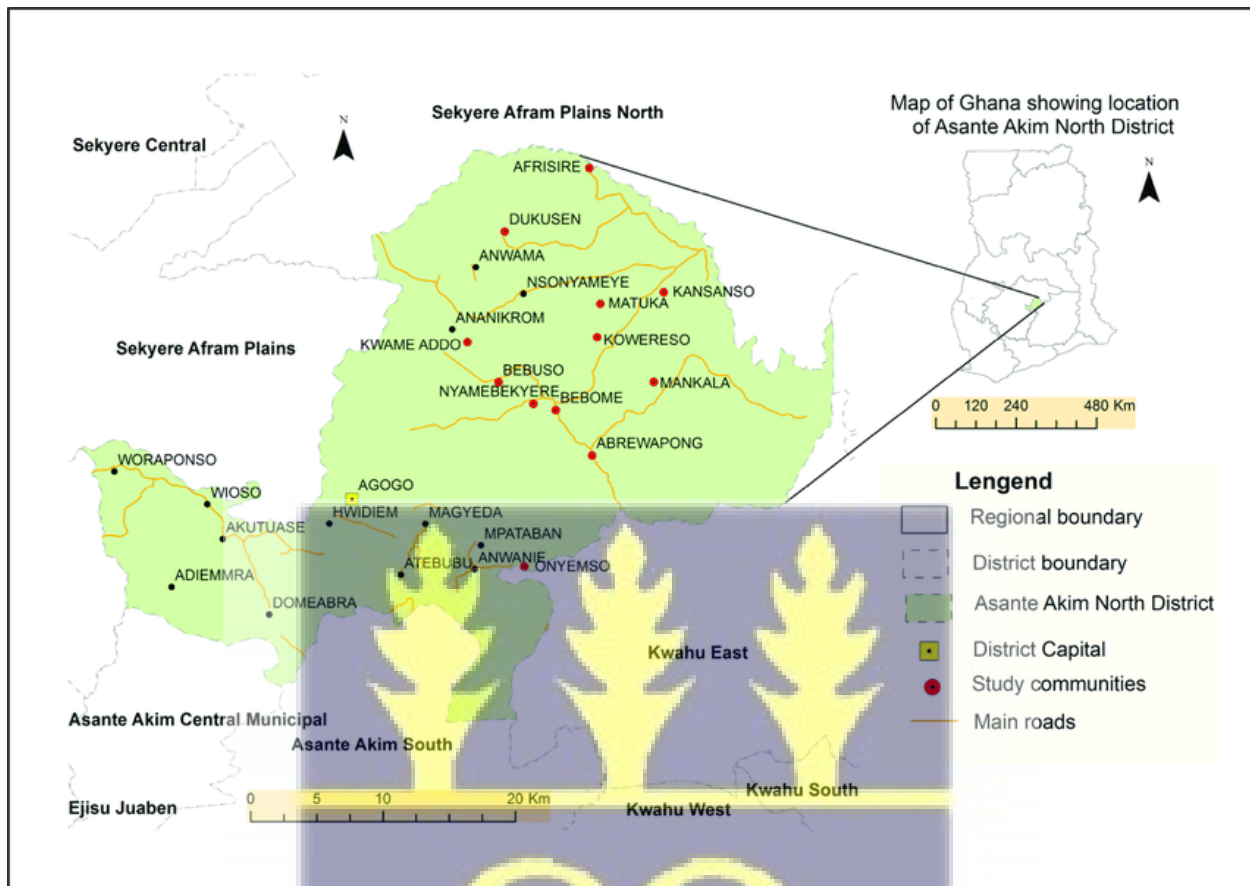 Map of Ghana showing location
of Asante Akim North District
Sekyere Afram Plains North
Sekyere Central
N
N
AFRISIRE
DUKUSEN
ANWAMA
NSONYAMEYE
KANSANSO
MATUKA
ANANIKROM
KWAME ADDO
KOWERESO
Sekyere Afram Plains
BEBUSO
MANKALA
NYAMEBEKYERE
BEBOME
0 120 240 480 Km
ABREWAPONG
WORAPONSO
WIOSO
AGOGO
HWIDIEM
MAGYEDA
AKUTUASE
MPATABAN
ATEBUBU
ANWANIE
ONYEMSO
ADIEMMRA
DOMEABRA
Lengend
Regional boundary
District boundary
Asante Akim North District
District Capital
Study communities
Main roads
Kwahu East
Asante Akim Central Municipal
Asante Akim South
Kwahu South
Ejisu Juaben
0 5 10 20 Km
Kwahu West